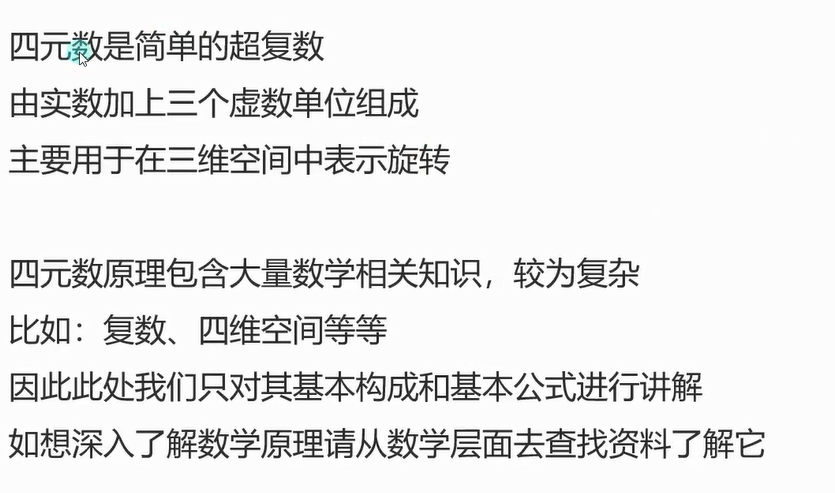 四元数是简单的超复数
由实数加上三个虚数单位组成
主要用于在三维空间中表示旋转
四元数原理包含大量数学相关知识，较为复杂
比如：复数、四维空间等等
因此此处我们只对其基本构成和基本公式进行讲解
如想深入了解数学原理请从数学层面去查找资料了解它